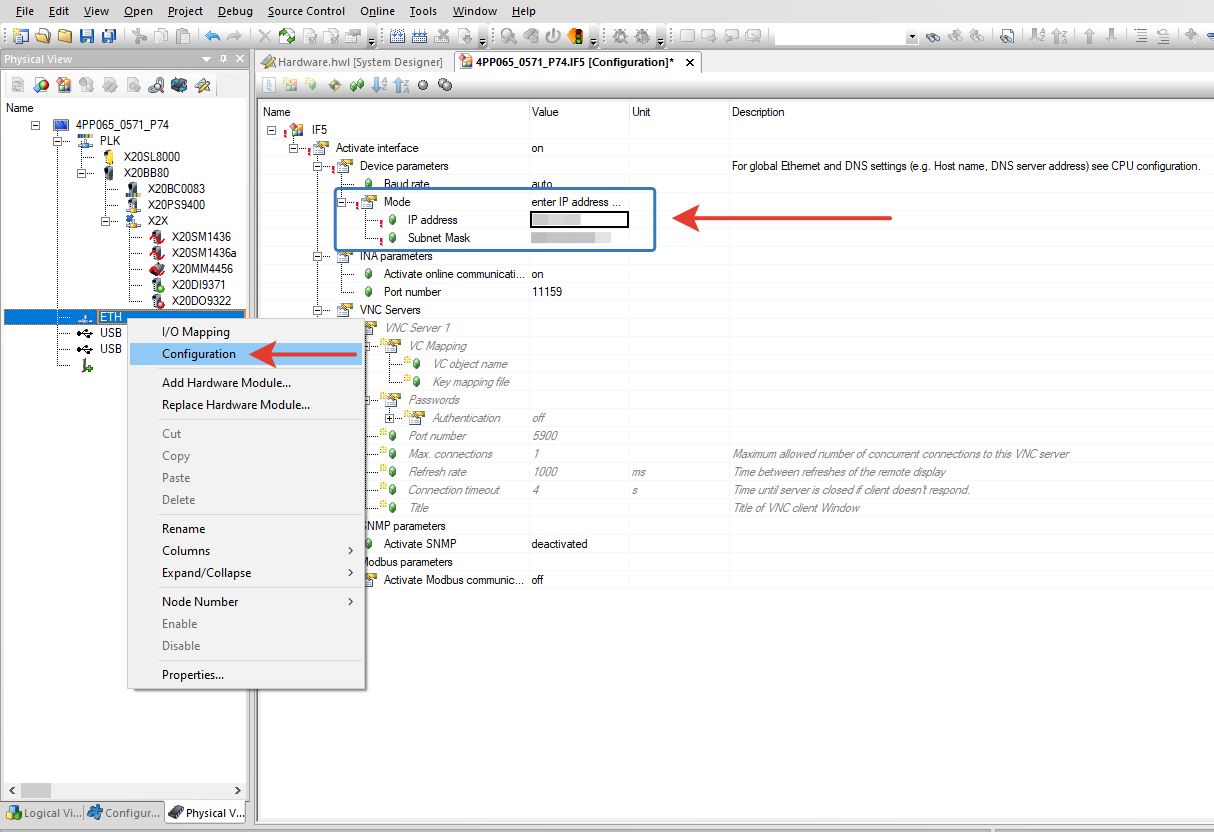 File Edit View Open Project Debug Source Control Online Tools Window Help
Physical View
Hardware.hwl [System Designer] 4PP065_0571_P74.IF5 [Configuration]*
Name
4PP065_0571_P74
PLK
X20SL8000
X20BB80
X20BC0083
X20PS9400
X2X
X20SM1436
X20SM1436a
X20MM4456
X20DI9371
X20DO9322
ETH
USB
USB
I/O Mapping
Configuration
Add Hardware Module...
Replace Hardware Module...
Cut
Copy
Paste
Delete
Rename
Columns
Expand/Collapse
Node Number
Enable
Disable
Properties...
Logical Vi... Configur... Physical V...
Name Value Unit Description
IF5
Activate interface on
Device parameters For global Ethernet and DNS settings (e.g. Host name, DNS server address) see CPU configuration.
Baud rate auto
Mode enter IP address ...
IP address
Subnet Mask
INA parameters
Activate online communicati... on
Port number 11159
VNC Servers
VNC Server 1
VC Mapping
VC object name
Key mapping file
Passwords
Authentication off
Port number 5900
Max. connections 1 Maximum allowed number of concurrent connections to this VNC server
Refresh rate 1000 ms Time between refreshes of the remote display
Connection timeout 4 s Time until server is closed if client doesn't respond.
Title Title of VNC client Window
SNMP parameters
Activate SNMP deactivated
Modbus parameters
Activate Modbus communic... off